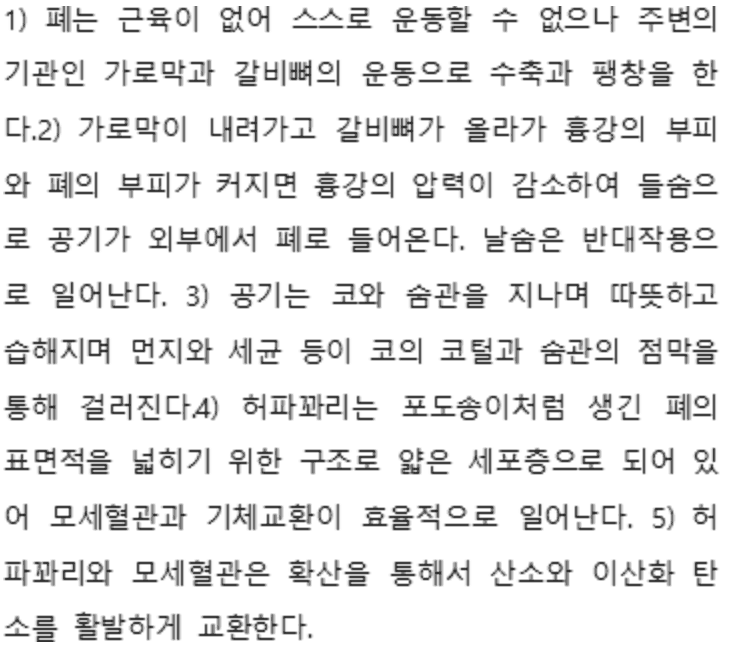 1) 폐는 근육이 없어 스스로 운동할 수 없으나 주변의
기관인 가로막과 갈비뼈의 운동으로 수축과 팽창을 한
다.2) 가로막이 내려가고 갈비뼈가 올라가 흉강의 부피
와 폐의 부피가 커지면 흉강의 압력이 감소하여 들숨으
로 공기가 외부에서 폐로 들어온다. 날숨은 반대작용으
로 일어난다. 3) 공기는 코와 숨관을 지나며 따뜻하고
습해지며 먼지와 세균 등이 코의 코털과 숨관의 점막을
통해 걸러진다.4) 허파꽈리는 포도송이처럼 생긴 폐의
표면적을 넓히기 위한 구조로 얇은 세포층으로 되어 있
어 모세혈관과 기체교환이 효율적으로 일어난다. 5) 허
파꽈리와 모세혈관은 확산을 통해서 산소와 이산화 탄
소를 활발하게 교환한다.